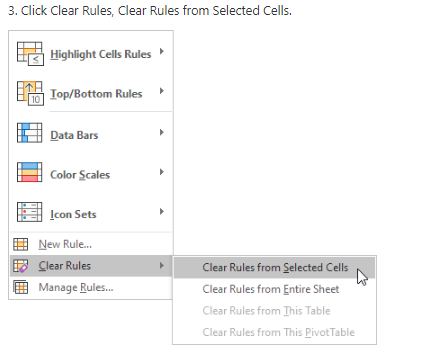 3. Click Clear Rules, Clear Rules from Selected Cells.
Highlight Cells Rules
Top/Bottom Rules
10
Data Bars
Color Scales
Icon Sets
New Rule...
Clear Rules
Manage Rules...
Clear Rules from Selected Cells
Clear Rules from Entire Sheet
Clear Rules from This Table
Clear Rules from This PivotTable